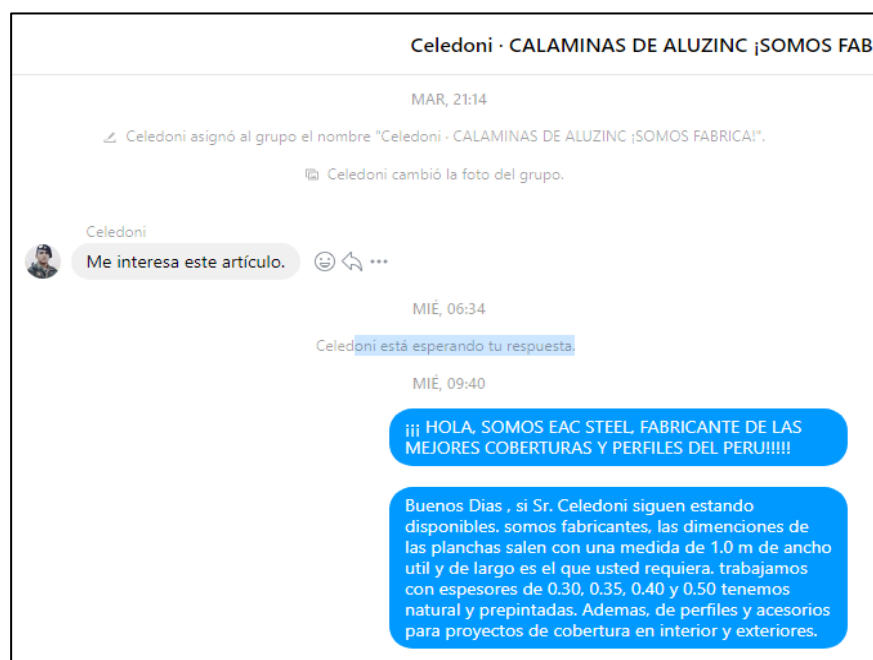 Celedoni · CALAMINAS DE ALUZINC ¡SOMOS FAB
MAR, 21:14
Celedoni asignó al grupo el nombre "Celedoni · CALAMINAS DE ALUZINC ¡SOMOS FABRICA!".
Celedoni cambió la foto del grupo.
Celedoni
Me interesa este artículo.
MIÉ, 06:34
Celedoni está esperando tu respuesta.
MIÉ, 09:40
¡¡¡ HOLA, SOMOS EAC STEEL, FABRICANTE DE LAS
MEJORES COBERTURAS Y PERFILES DEL PERU!!!!!
Buenos Dias , si Sr. Celedoni siguen estando
disponibles. somos fabricantes, las dimenciones de
las planchas salen con una medida de 1.0 m de ancho
util y de largo es el que usted requiera. trabajamos
con espesores de 0.30, 0.35, 0.40 y 0.50 tenemos
natural y prepintadas. Ademas, de perfiles y acesorios
para proyectos de cobertura en interior y exteriores.